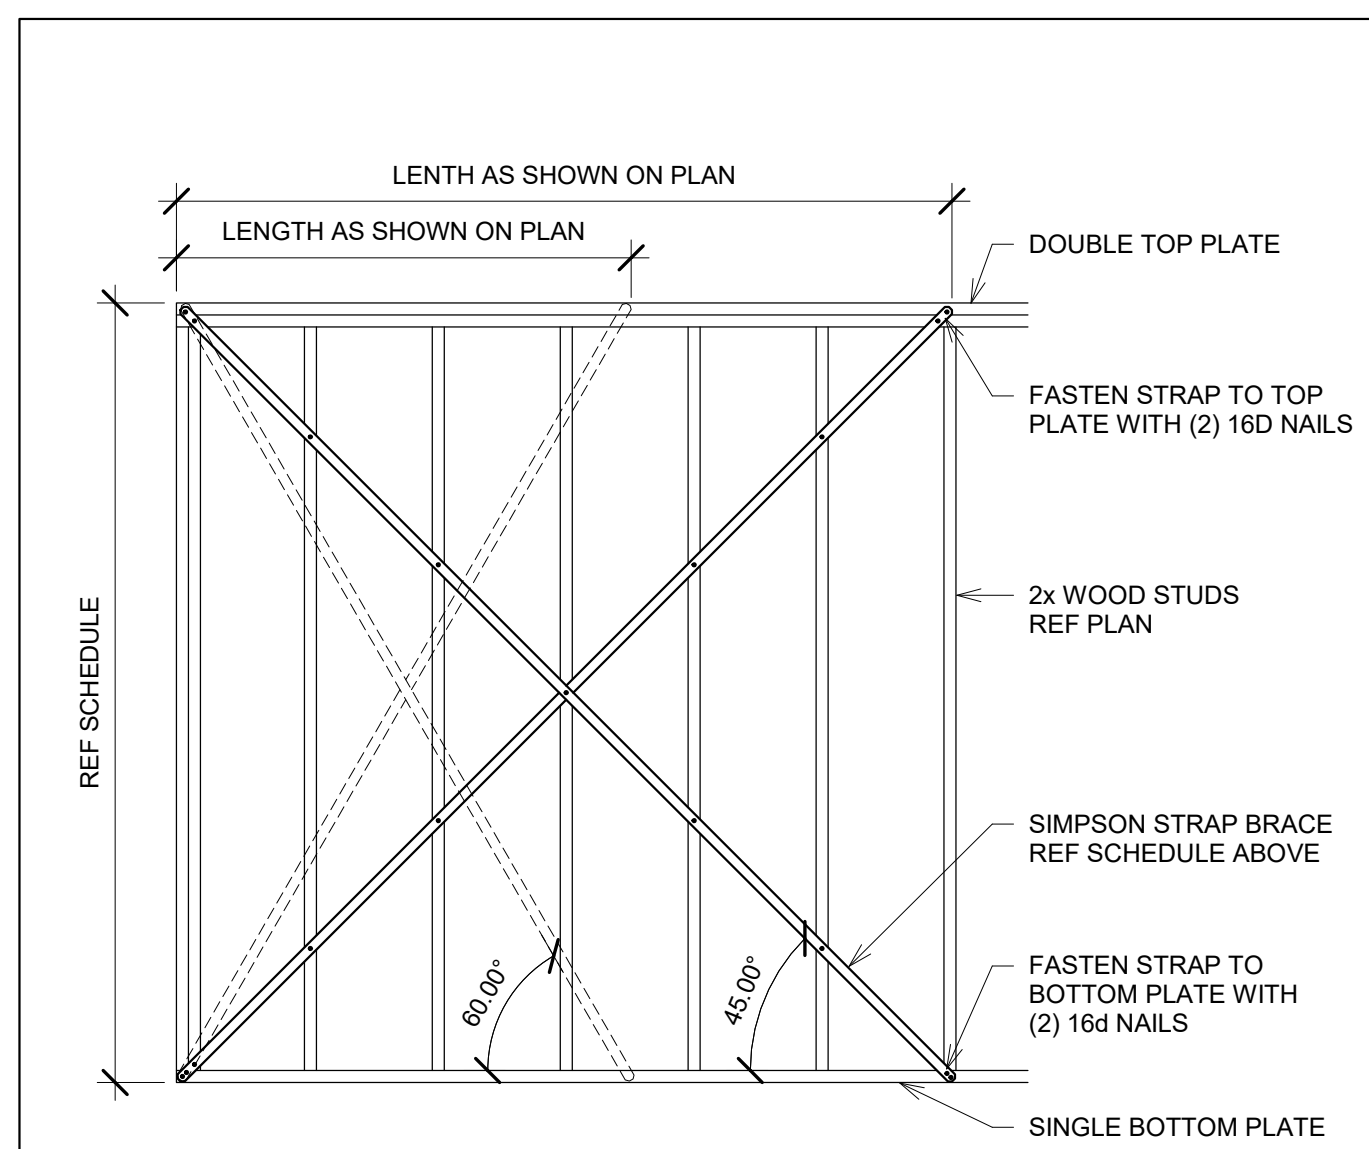 LENTH AS SHOWN ON PLAN
LENGTH AS SHOWN ON PLAN
DOUBLE TOP PLATE
FASTEN STRAP TO TOP
PLATE WITH (2) 16D NAILS
2x WOOD STUDS
REF PLAN
REF SCHEDULE
SIMPSON STRAP BRACE
REF SCHEDULE ABOVE
60.00°
45.00°
FASTEN STRAP TO
BOTTOM PLATE WITH
(2) 16d NAILS
SINGLE BOTTOM PLATE